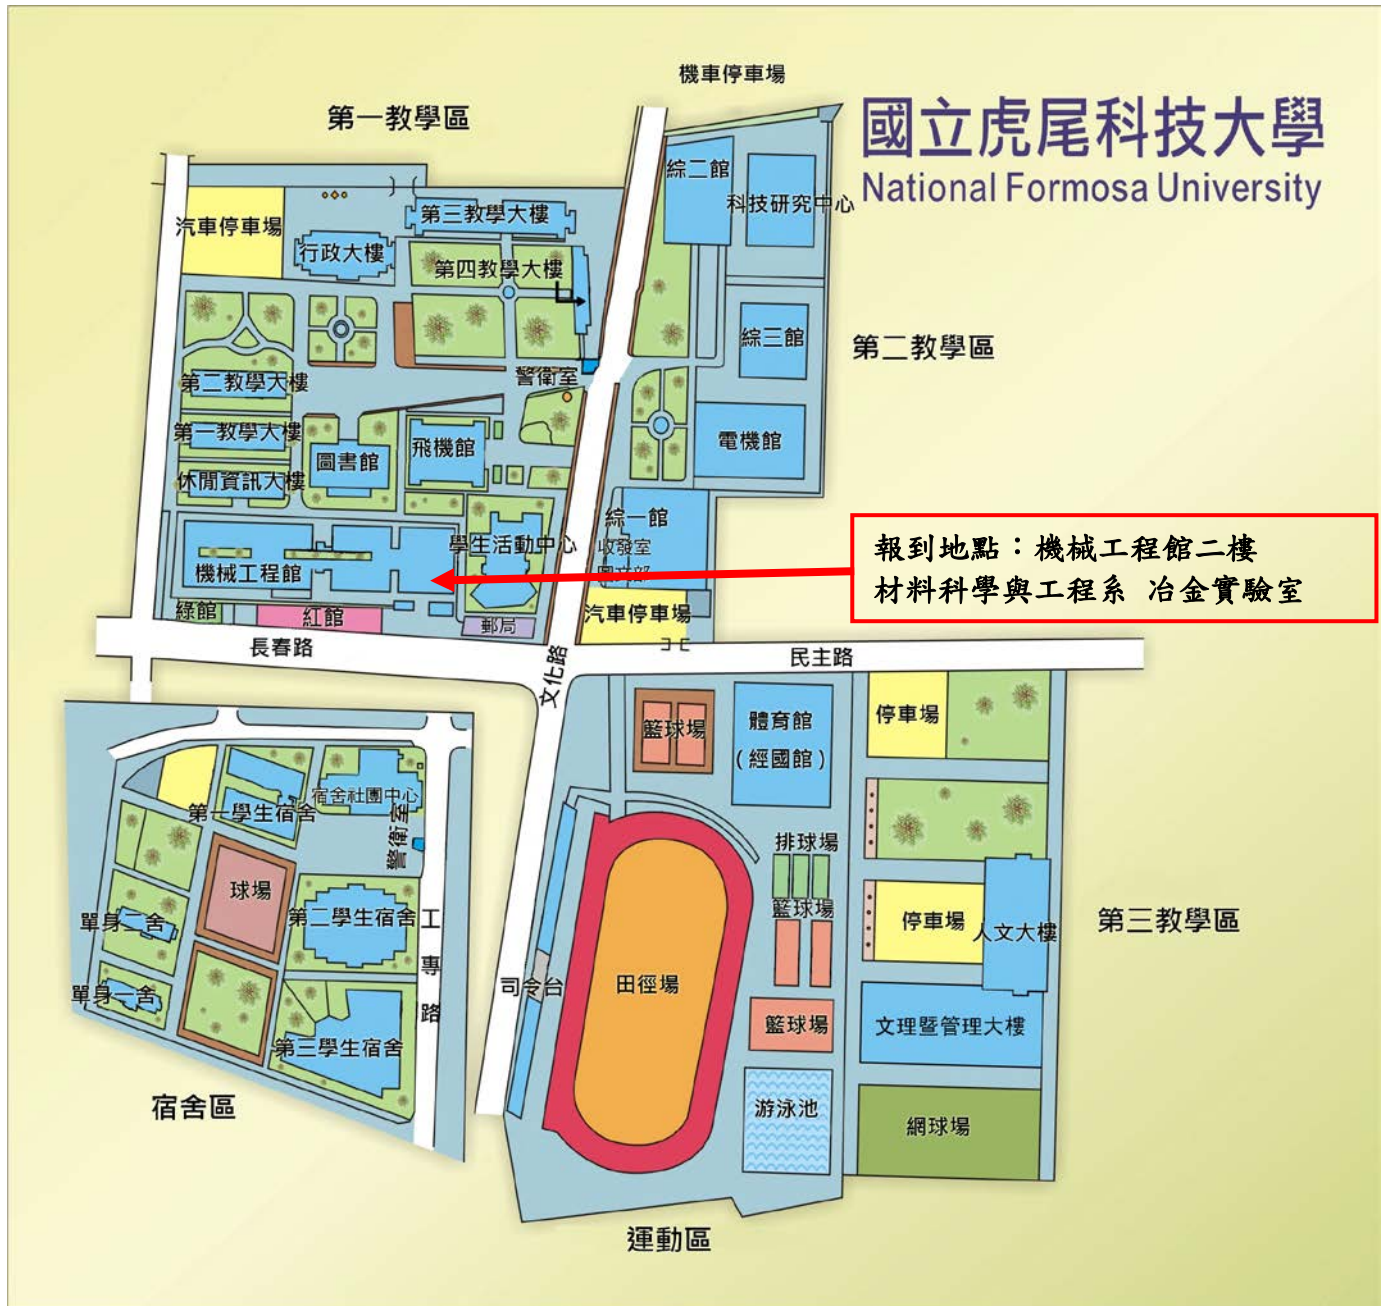 機車停車場
第一教學區
國立虎尾科技大學
National Formosa University
綜二館
科技研究中心
汽車停車場
第三教學大樓
行政大樓
第四教學大樓
綜三館
第二教學區
警衛室
第二教學大樓
第一教學大樓
圖書館
飛機館
電機館
休閒資訊大樓
綜一館
收發室
學生活動中心
機械工程館
報到地點：機械工程館二樓
材料科學與工程系 冶金實驗室
綠館
紅館
郵局
汽車停車場
長春路
文化路
民主路
籃球場
體育館
(經國館)
停車場
第一學生宿舍
宿舍社團中心
警衛室
排球場
球場
籃球場
單身二舍
第二學生宿舍
工專路
停車場
人文大樓
第三教學區
單身一舍
司令台
田徑場
籃球場
文理暨管理大樓
第三學生宿舍
宿舍區
游泳池
網球場
運動區